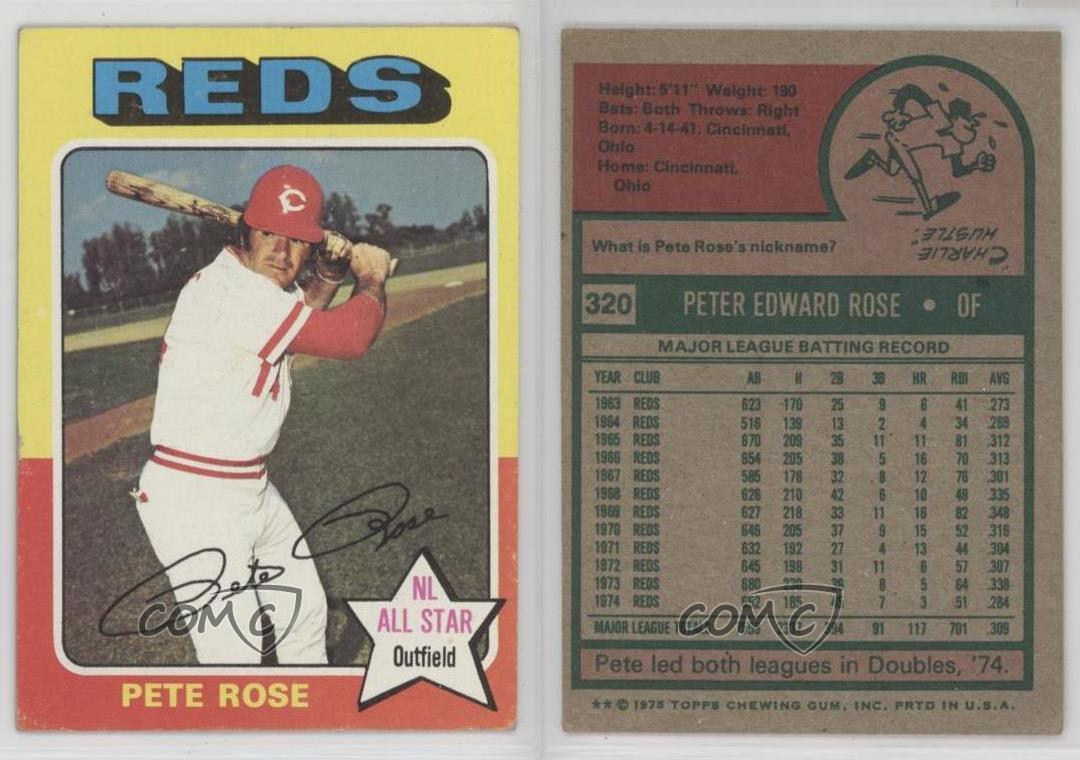 REDS
Pete Rose
NL
ALL STAR
Outfield
PETE ROSE
COMC
Height: 5'11" Weight: 190
Bats: Both Throws: Right
Born: 4-14-41, Cincinnati,
Ohio
Home: Cincinnati,
Ohio
What is Pete Rose's nickname?
"CHARLIE
HUSTLE"
320 PETER EDWARD ROSE • OF
MAJOR LEAGUE BATTING RECORD
YEAR CLUB AB H 2B 3B HR RBI AVG
1963 REDS 623 170 25 9 6 41 .273
1964 REDS 516 139 13 2 4 34 .269
1965 REDS 670 209 35 11 11 81 .312
1966 REDS 654 205 38 5 16 70 .313
1967 REDS 585 176 32 8 12 76 .301
1968 REDS 626 210 42 6 10 49 .335
1969 REDS 627 218 33 11 16 82 .348
1970 REDS 649 205 37 9 15 52 .316
1971 REDS 632 192 27 4 13 44 .304
1972 REDS 645 198 31 11 6 57 .307
1973 REDS 680 230 36 8 5 64 .338
1974 REDS 652 185 45 7 3 51 .284
MAJOR LEAGUE 394 91 117 701 .309
COMC
Pete led both leagues in Doubles, '74.
** © 1975 TOPPS CHEWING GUM, INC. PRTD IN U.S.A.